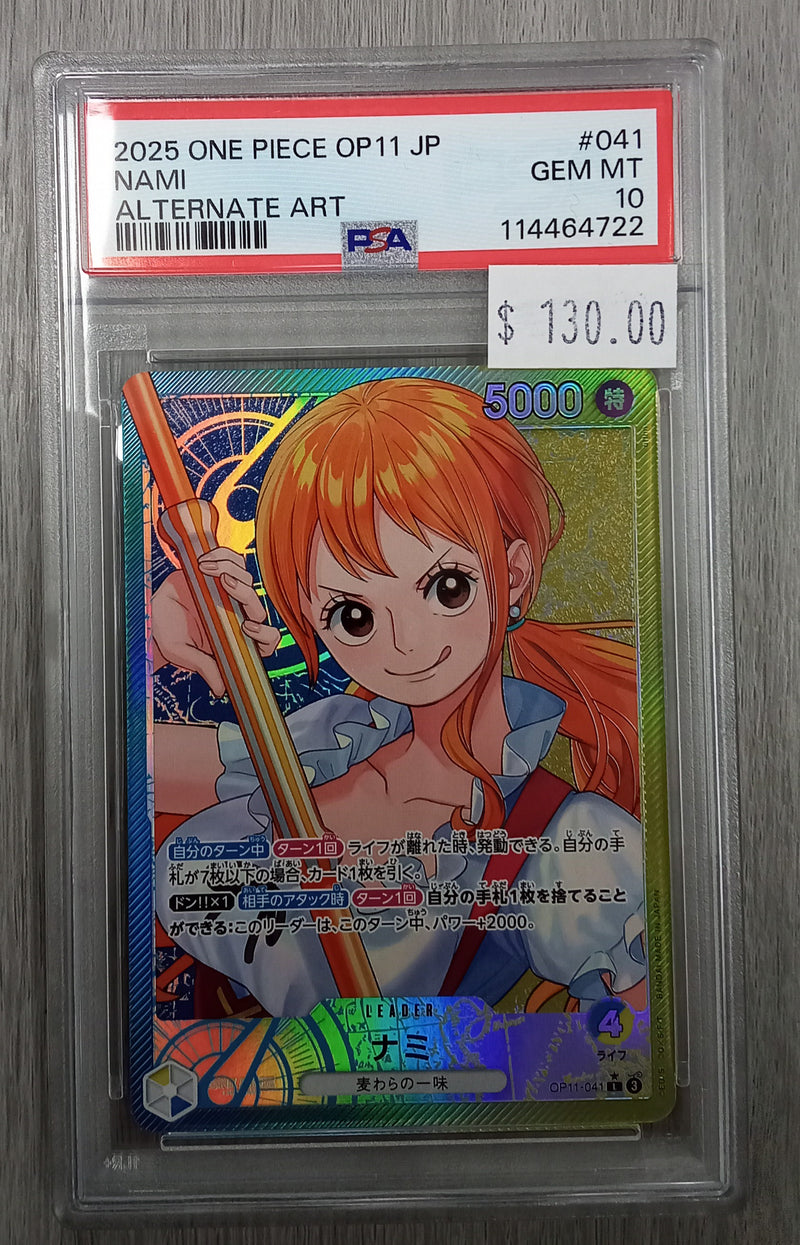 2025 ONE PIECE OP11 JP #041
NAMI GEM MT
ALTERNATE ART 10
PSA 114464722
$ 130.00
5000 特
自分のターン中 ターン1回 ライフが離れた時、発動できる。自分の手
札が7枚以下の場合、カード1枚を引く。
ドン!!×1 相手のアタック時 ターン1回 自分の手札1枚を捨てること
ができる:このリーダーは、このターン中、パワー+2000。
LEADER
ナミ
4
ライフ
麦わらの一味
OP11-041 L 3